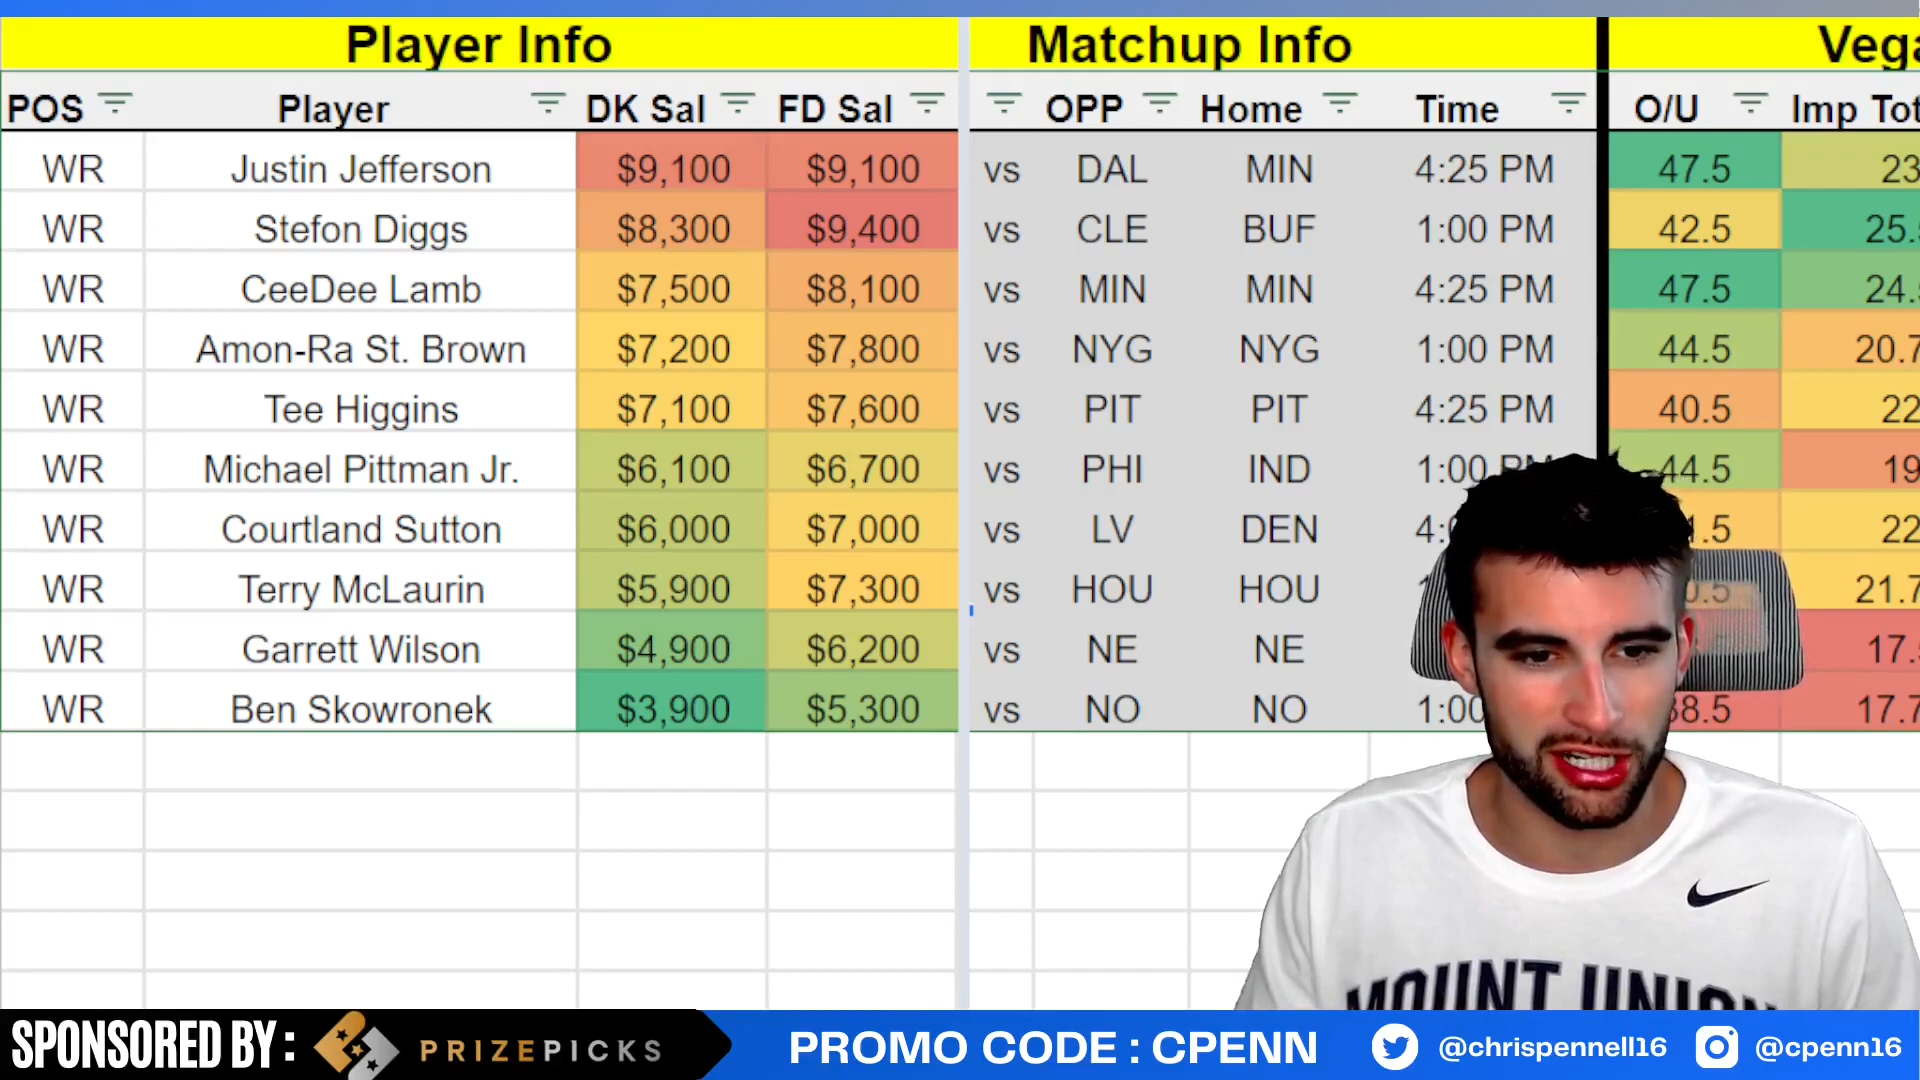 Player Info Matchup Info Vega
POS Player DK Sal FD Sal OPP Home Time O/U Imp Tot
WR Justin Jefferson $9,100 $9,100 vs DAL MIN 4:25 PM 47.5 23
WR Stefon Diggs $8,300 $9,400 vs CLE BUF 1:00 PM 42.5 25.
WR CeeDee Lamb $7,500 $8,100 vs MIN MIN 4:25 PM 47.5 24.
WR Amon-Ra St. Brown $7,200 $7,800 vs NYG NYG 1:00 PM 44.5 20.7
WR Tee Higgins $7,100 $7,600 vs PIT PIT 4:25 PM 40.5 22
WR Michael Pittman Jr. $6,100 $6,700 vs PHI IND 1:00 PM 44.5 19
WR Courtland Sutton $6,000 $7,000 vs LV DEN 4:0 1.5 22
WR Terry McLaurin $5,900 $7,300 vs HOU HOU 0.5 21.7
WR Garrett Wilson $4,900 $6,200 vs NE NE 17.
WR Ben Skowronek $3,900 $5,300 vs NO NO 1:00 38.5 17.7
MOUNT UNION
SPONSORED BY : PRIZEPICKS PROMO CODE : CPENN @chrispennell16 @cpenn16